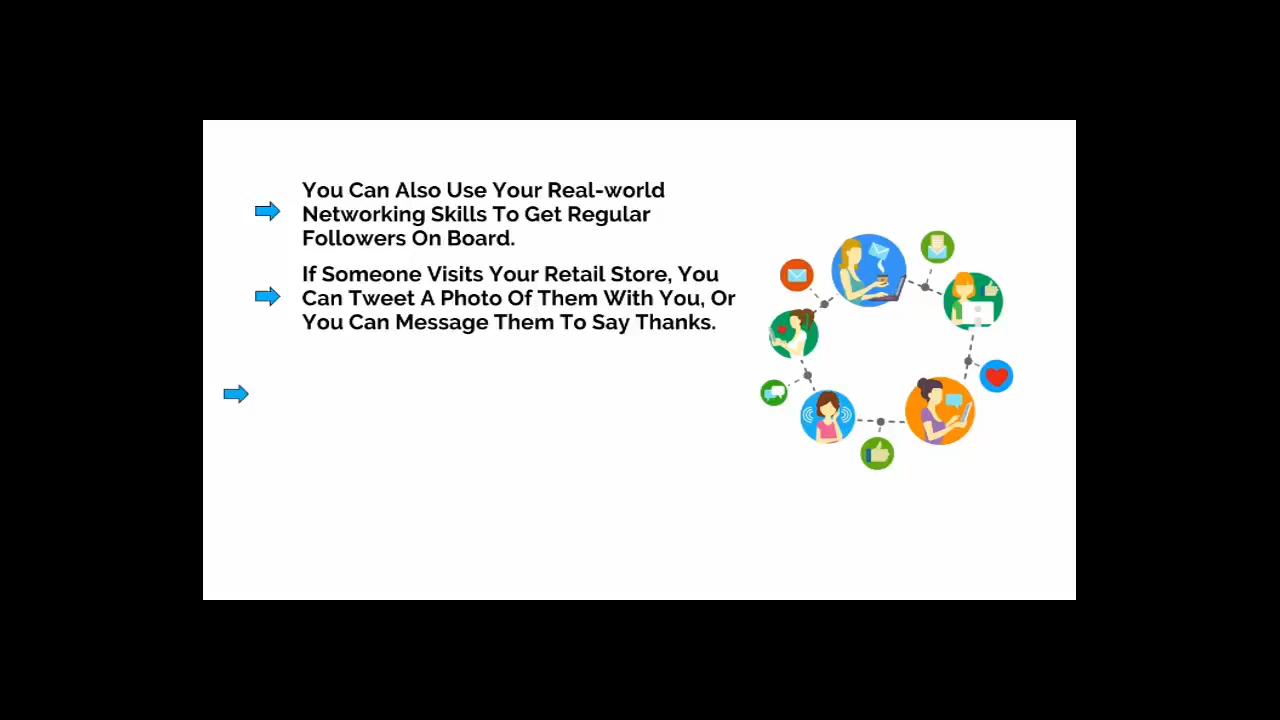 You Can Also Use Your Real-world
Networking Skills To Get Regular
Followers On Board.
If Someone Visits Your Retail Store, You
Can Tweet A Photo Of Them With You, Or
You Can Message Them To Say Thanks.